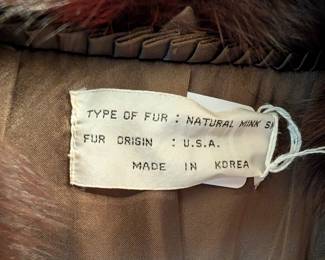 TYPE OF FUR : NATURAL MINK
FUR ORIGIN : U.S.A.
MADE IN KOREA